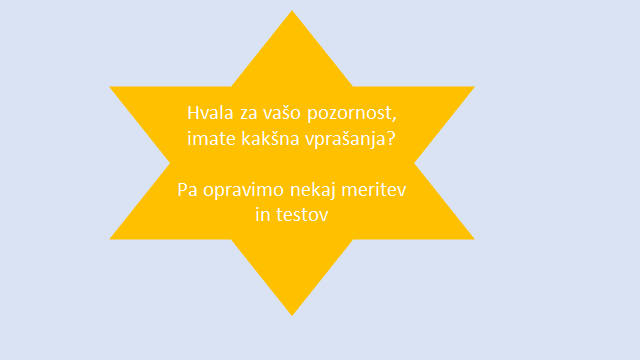 Hvala za vašo pozornost,
imate kakšna vprašanja?
Pa opravimo nekaj meritev
in testov